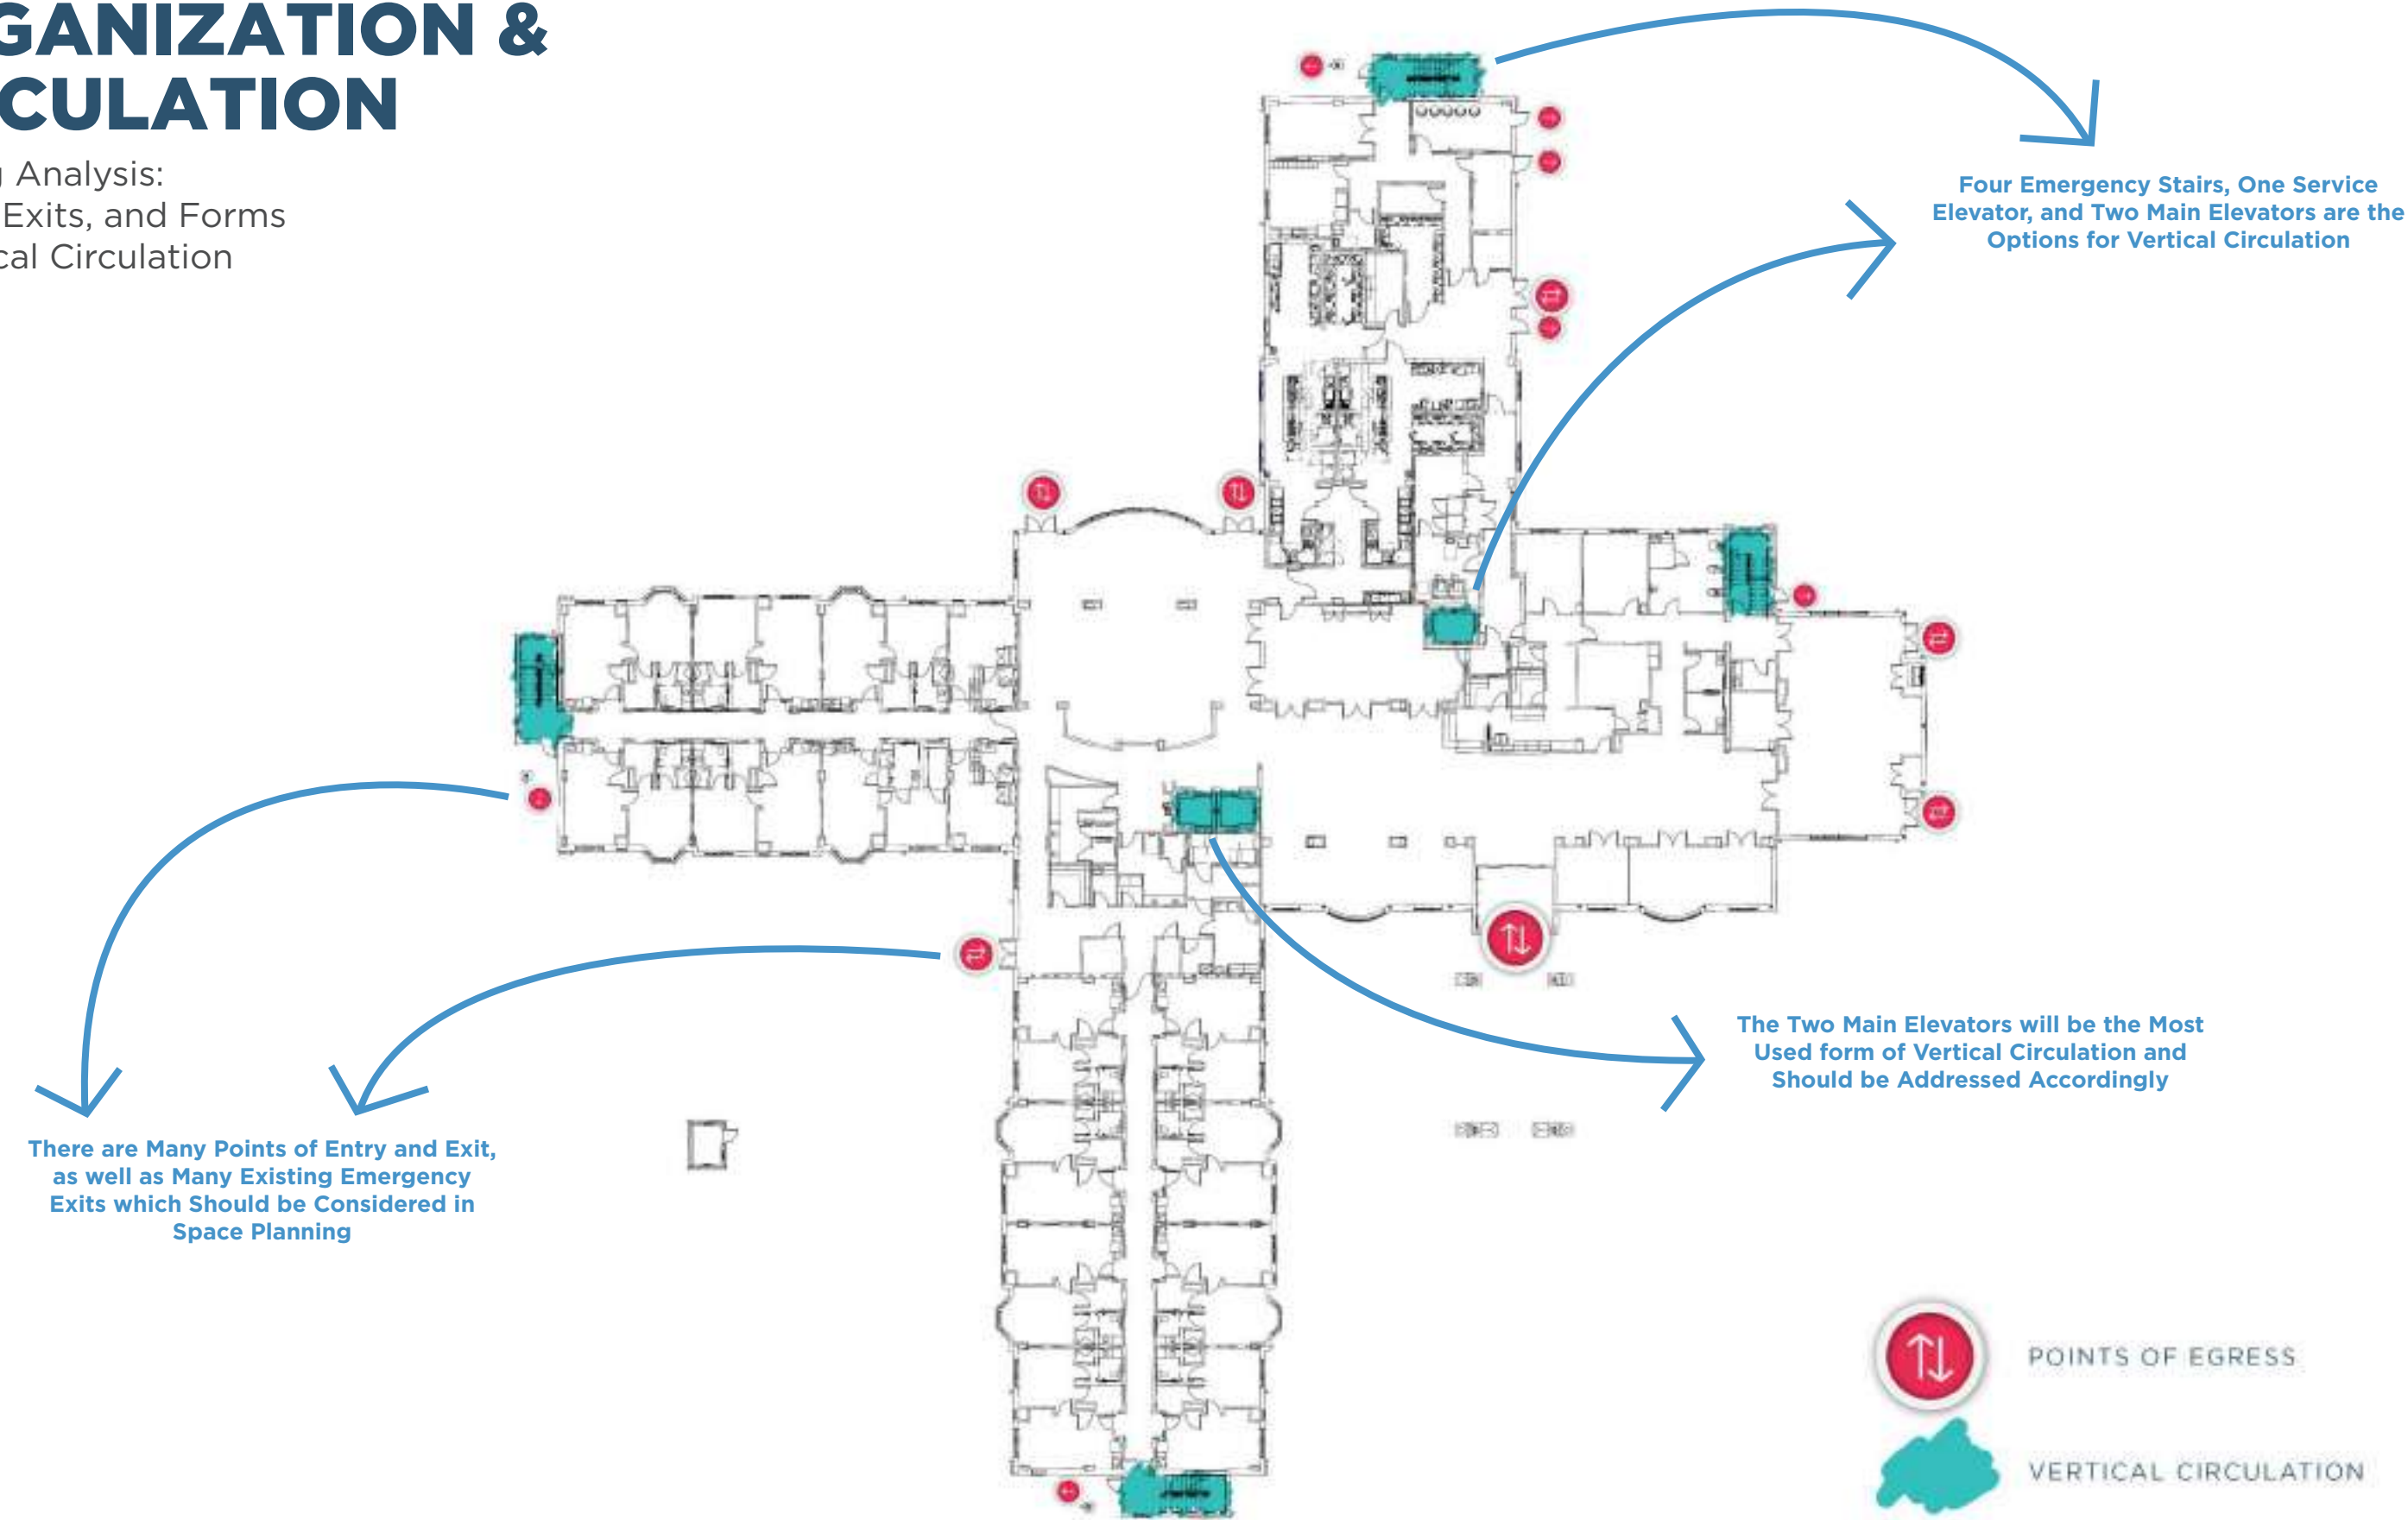 GANIZATION &
CULATION
g Analysis:
Exits, and Forms
cal Circulation
Four Emergency Stairs, One Service
Elevator, and Two Main Elevators are the
Options for Vertical Circulation
The Two Main Elevators will be the Most
Used form of Vertical Circulation and
Should be Addressed Accordingly
There are Many Points of Entry and Exit,
as well as Many Existing Emergency
Exits which Should be Considered in
Space Planning
POINTS OF EGRESS
VERTICAL CIRCULATION